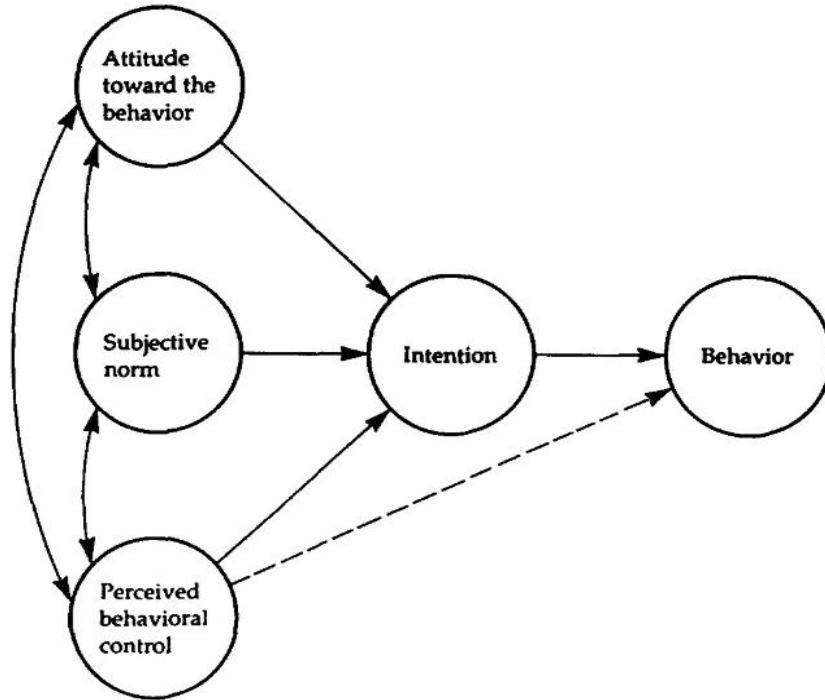 Attitude
toward the
behavior
Subjective
norm
Intention
Behavior
Perceived
behavioral
control